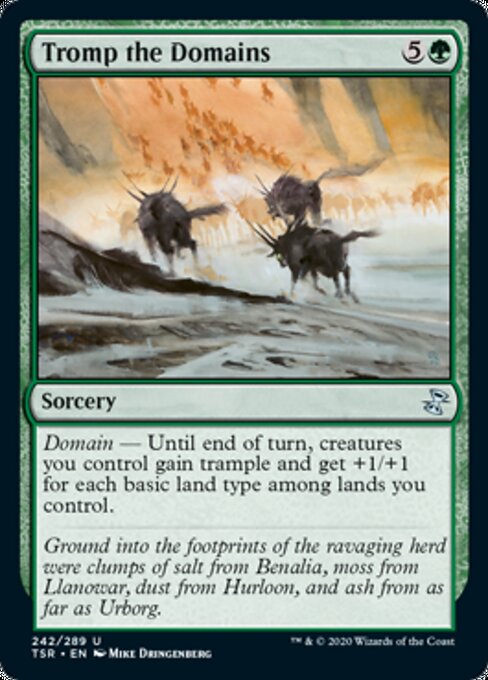 Tromp the Domains 5
Sorcery
Domain — Until end of turn, creatures
you control gain trample and get +1/+1
for each basic land type among lands you
control.
Ground into the footprints of the ravaging herd
were clumps of salt from Benalia, moss from
Llanowar, dust from Hurloon, and ash from as
far as Urborg.
242/289 U
TSR • EN Mike Dringenberg
™ & © 2020 Wizards of the Coast